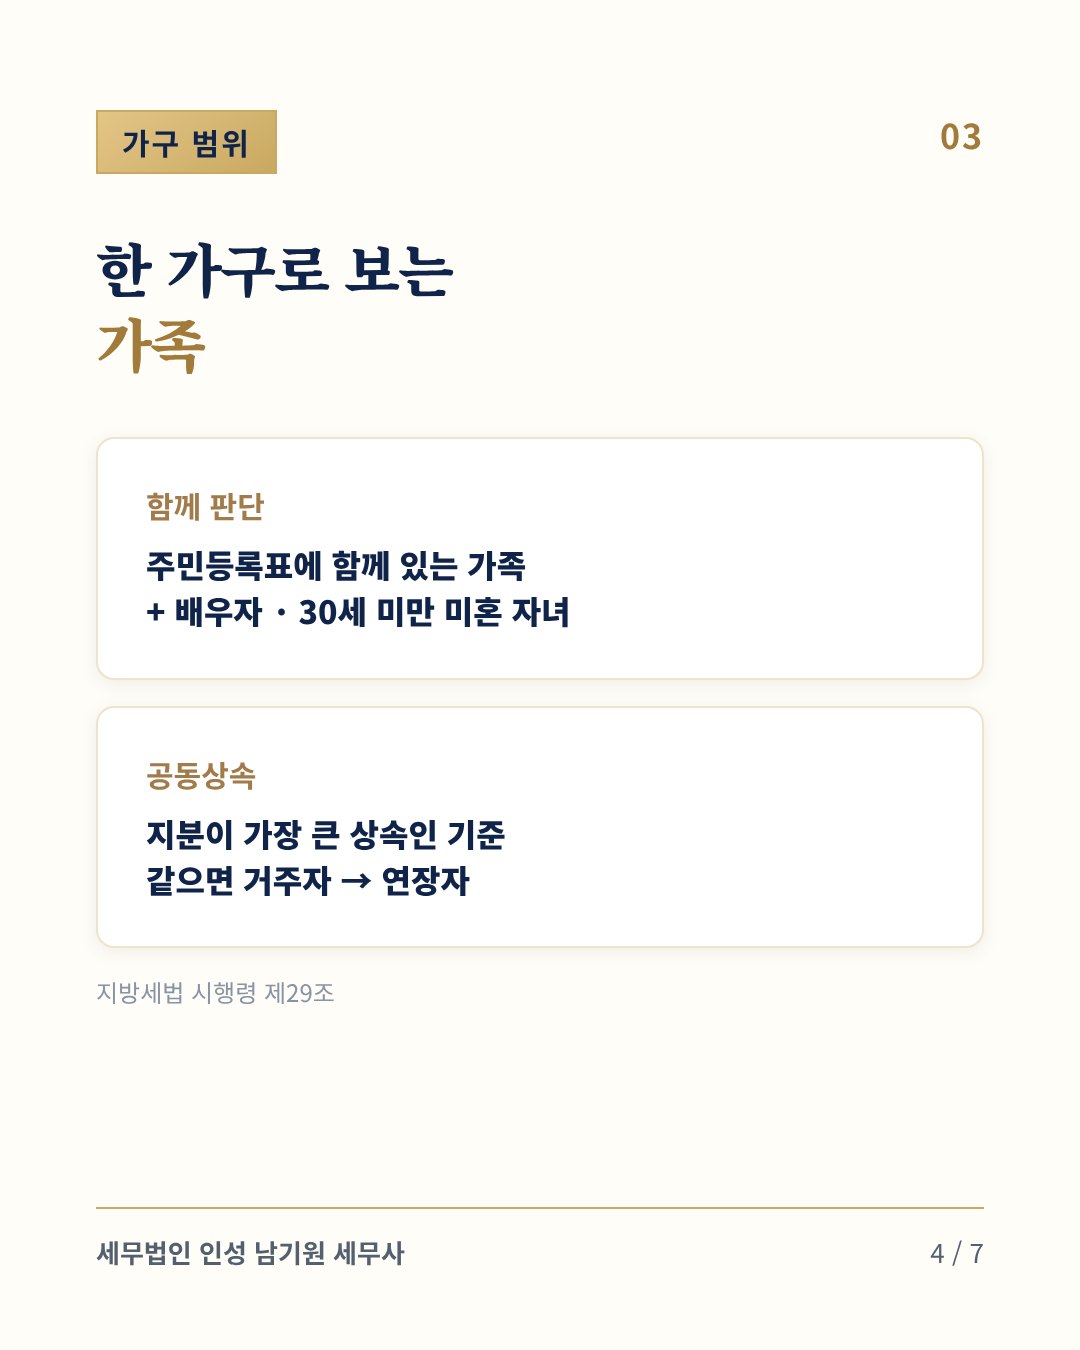 가구 범위
03
한 가구로 보는
가족
함께 판단
주민등록표에 함께 있는 가족
+ 배우자 · 30세 미만 미혼 자녀
공동상속
지분이 가장 큰 상속인 기준
같으면 거주자 → 연장자
지방세법 시행령 제29조
세무법인 인성 남기원 세무사
4 / 7